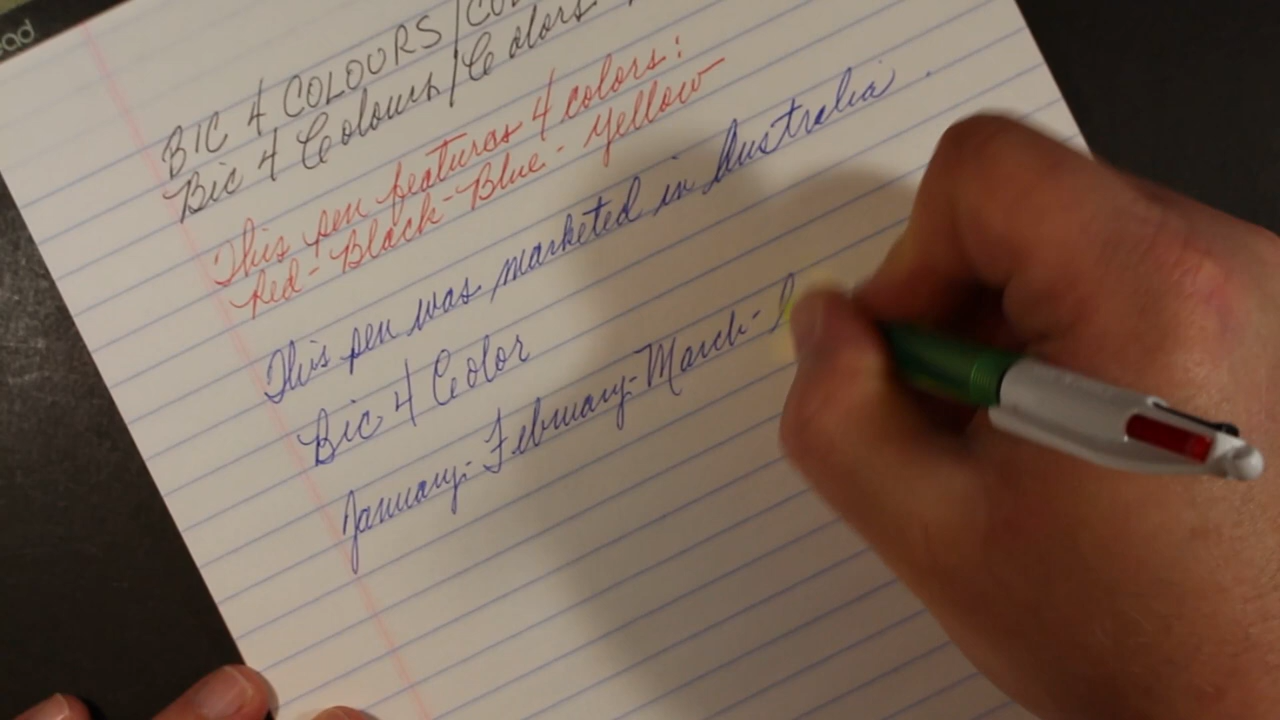 BIC 4 COLOURS/
Bic 4 Colours/Colors
This pen features 4 colors:
Red-Black-Blue-Yellow
This pen was marketed in Australia.
Bic 4 Color
January-February-March-